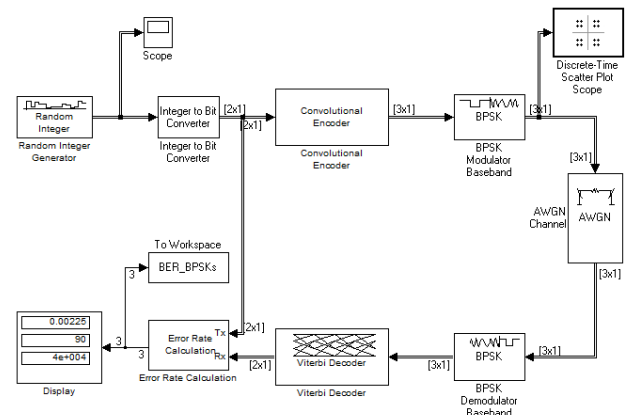 Scope
Discrete-Time
Scatter Plot
Scope
Random
Integer
Random Integer
Generator
Integer to Bit
Converter
Integer to Bit
Converter
[2x1]
[2x1]
Convolutional
Encoder
Convolutional
Encoder
[3x1]
BPSK
BPSK
Modulator
Baseband
[3x1]
[3x1]
AWGN
AWGN
Channel
[3x1]
To Workspace
BER_BPSKs
3
0.00225
90
4e+004
Display
3
3
Error Rate
Calculation
Tx
Rx
Error Rate Calculation
[2x1]
[2x1]
Viterbi Decoder
Viterbi Decoder
[3x1]
BPSK
BPSK
Demodulator
Baseband
[3x1]